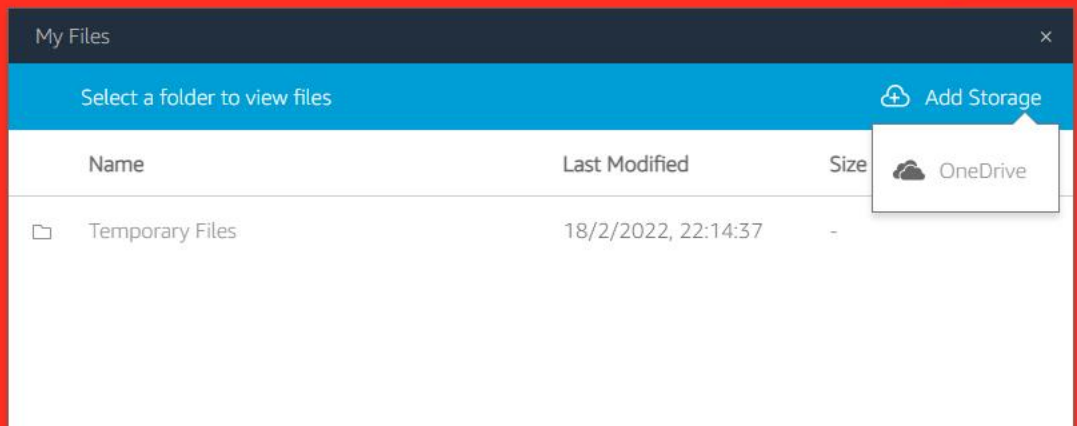 My Files ×
Select a folder to view files Add Storage
Name Last Modified Size OneDrive
Temporary Files 18/2/2022, 22:14:37 -